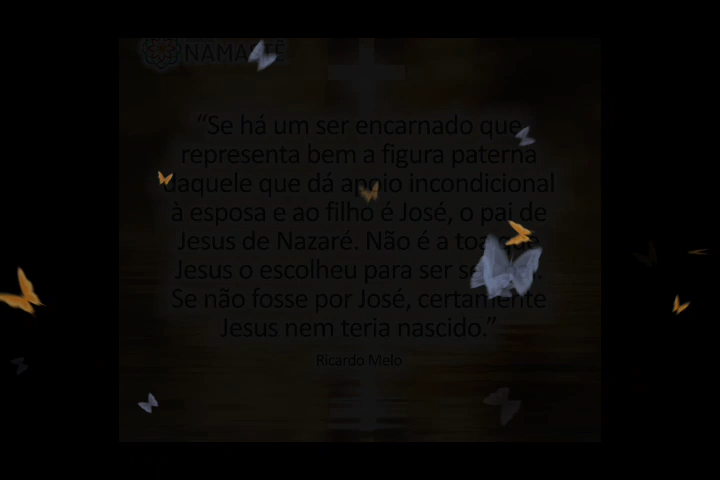 NAMASTÊ
“Se há um ser encarnado que
representa bem a figura paterna
daquele que dá apoio incondicional
à esposa e ao filho é José, o pai de
Jesus de Nazaré. Não é a toa que
Jesus o escolheu para ser
Se não fosse por José, certamente
Jesus nem teria nascido.”
Ricardo Melo